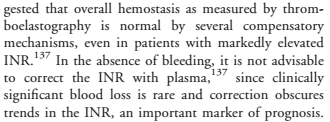 gested that overall hemostasis as measured by throm-
boelastography is normal by several compensatory
mechanisms, even in patients with markedly elevated
INR.137 In the absence of bleeding, it is not advisable
to correct the INR with plasma,137 since clinically
significant blood loss is rare and correction obscures
trends in the INR, an important marker of prognosis.